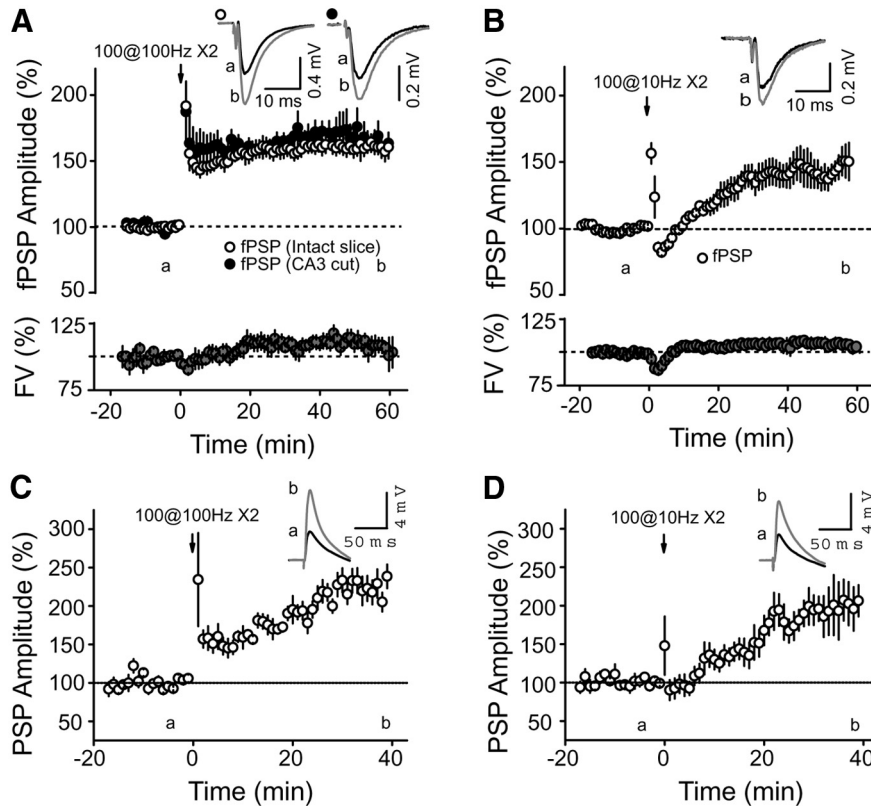 A
100@100Hz X2
a
b
10 ms
0.4 mV
0.2 mV
200
150
100
50
fPSP Amplitude (%)
fPSP (Intact slice)
fPSP (CA3 cut)
a
b
125
75
FV (%)
-20
0
20
40
60
Time (min)
B
100@10Hz X2
a
b
10 ms
0.2 mV
200
150
100
50
fPSP Amplitude (%)
fPSP
a
b
125
75
FV (%)
-20
0
20
40
60
Time (min)
C
100@100Hz X2
b
a
50 ms
4 mV
300
250
200
150
100
50
PSP Amplitude (%)
a
b
-20
0
20
40
Time (min)
D
100@10Hz X2
b
a
50 ms
4 mV
300
250
200
150
100
50
PSP Amplitude (%)
a
b
-20
0
20
40
Time (min)